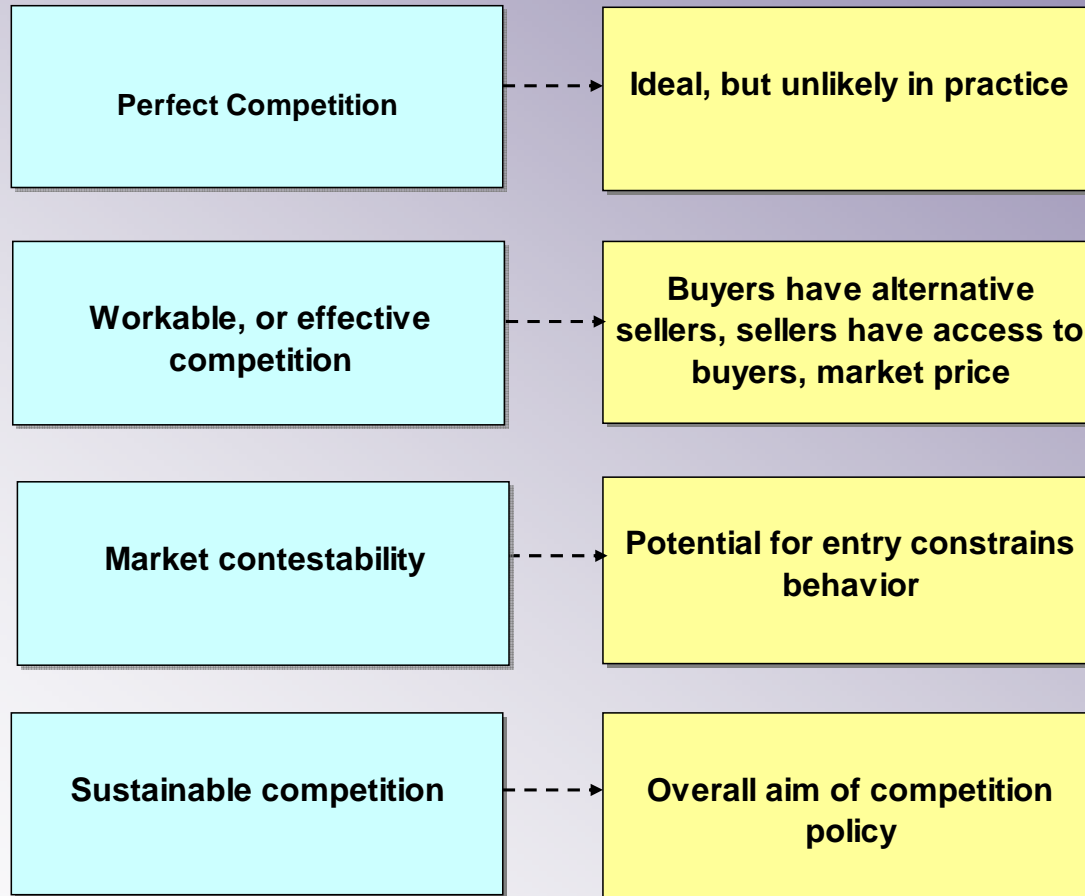 Perfect Competition
Ideal, but unlikely in practice
Workable, or effective
competition
Buyers have alternative
sellers, sellers have access to
buyers, market price
Market contestability
Potential for entry constrains
behavior
Sustainable competition
Overall aim of competition
policy